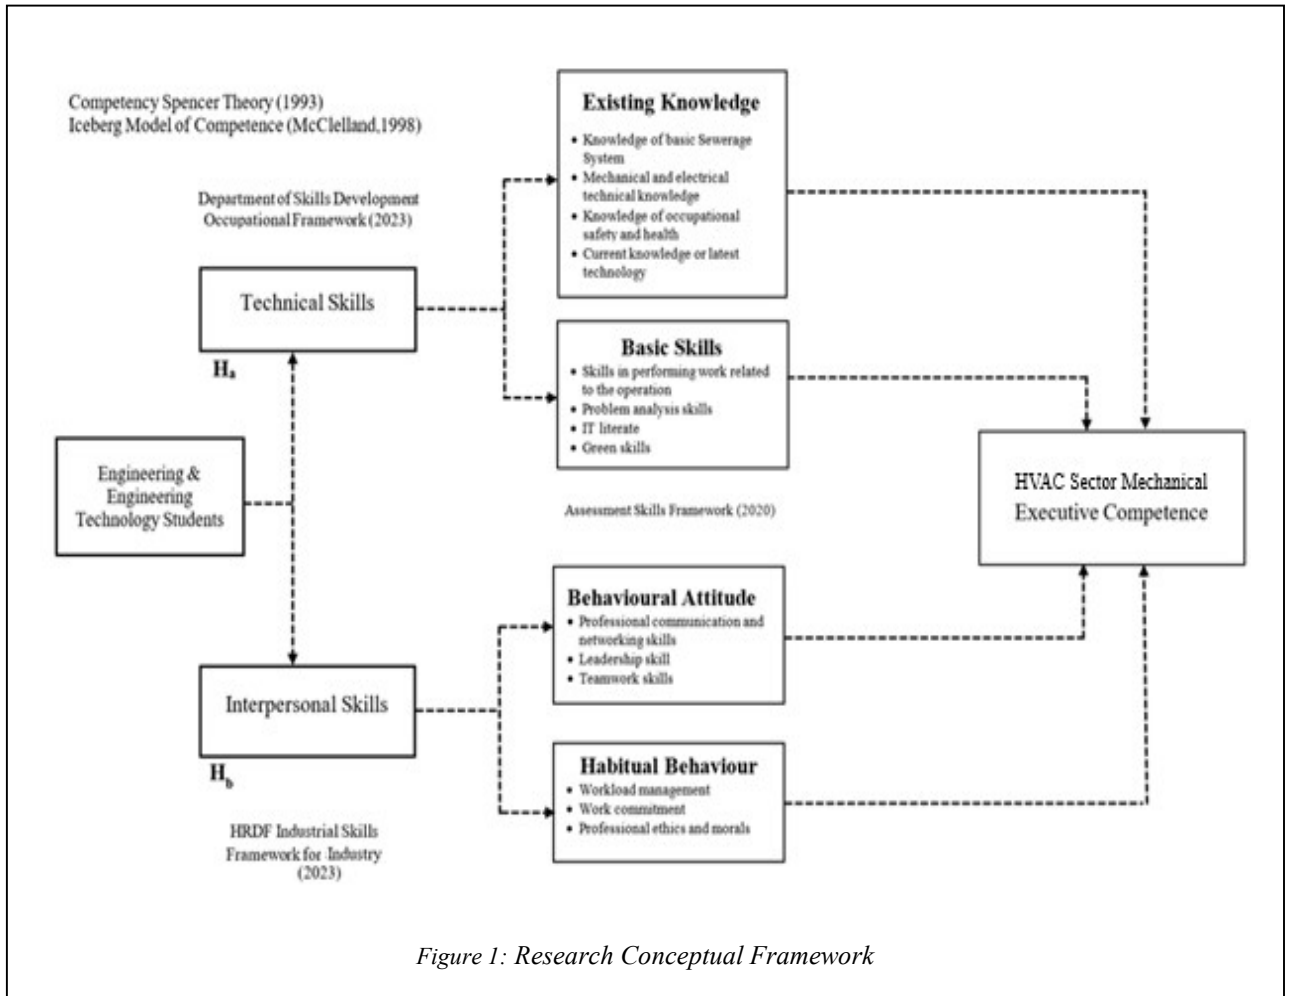 Competency Spencer Theory (1993)
Iceberg Model of Competence (McClelland,1998)
Department of Skills Development
Occupational Framework (2023)
Technical Skills
Hₐ
Engineering &
Engineering
Technology Students
Interpersonal Skills
H_b
HRDF Industrial Skills
Framework for Industry
(2023)
Existing Knowledge
• Knowledge of basic Sewerage
System
• Mechanical and electrical
technical knowledge
• Knowledge of occupational
safety and health
• Current knowledge or latest
technology
Basic Skills
• Skills in performing work related
to the operation
• Problem analysis skills
• IT literate
• Green skills
Assessment Skills Framework (2020)
Behavioural Attitude
• Professional communication and
networking skills
• Leadership skill
• Teamwork skills
Habitual Behaviour
• Workload management
• Work commitment
• Professional ethics and morals
HVAC Sector Mechanical
Executive Competence
Figure 1: Research Conceptual Framework